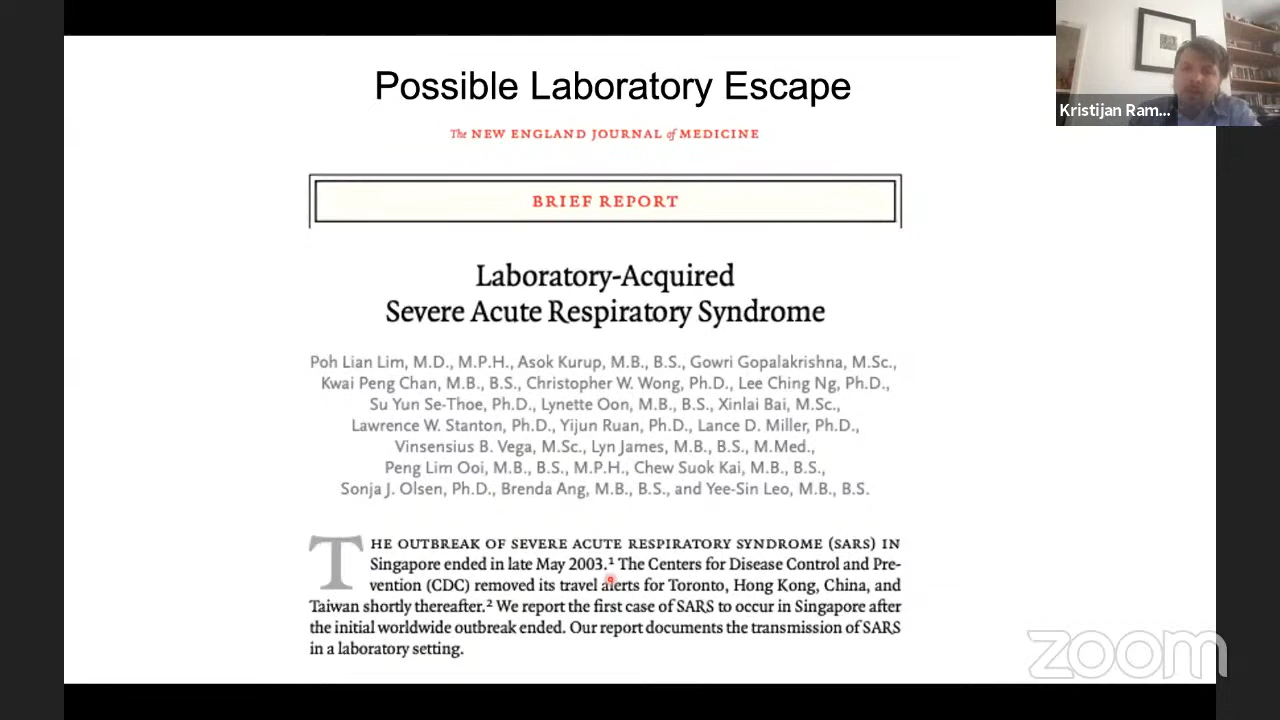 Possible Laboratory Escape
The NEW ENGLAND JOURNAL of MEDICINE
BRIEF REPORT
Laboratory-Acquired
Severe Acute Respiratory Syndrome
Poh Lian Lim, M.D., M.P.H., Asok Kurup, M.B., B.S., Gowri Gopalakrishna, M.Sc.,
Kwai Peng Chan, M.B., B.S., Christopher W. Wong, Ph.D., Lee Ching Ng, Ph.D.,
Su Yun Se-Thoe, Ph.D., Lynette Oon, M.B., B.S., Xinlai Bai, M.Sc.,
Lawrence W. Stanton, Ph.D., Yijun Ruan, Ph.D., Lance D. Miller, Ph.D.,
Vinsensius B. Vega, M.Sc., Lyn James, M.B., B.S., M.Med.,
Peng Lim Ooi, M.B., B.S., M.P.H., Chew Suok Kai, M.B., B.S.,
Sonja J. Olsen, Ph.D., Brenda Ang, M.B., B.S., and Yee-Sin Leo, M.B., B.S.
THE OUTBREAK OF SEVERE ACUTE RESPIRATORY SYNDROME (SARS) IN
Singapore ended in late May 2003.¹ The Centers for Disease Control and Pre-
vention (CDC) removed its travel alerts for Toronto, Hong Kong, China, and
Taiwan shortly thereafter.² We report the first case of SARS to occur in Singapore after
the initial worldwide outbreak ended. Our report documents the transmission of SARS
in a laboratory setting.
Kristijan Ram...
zoom